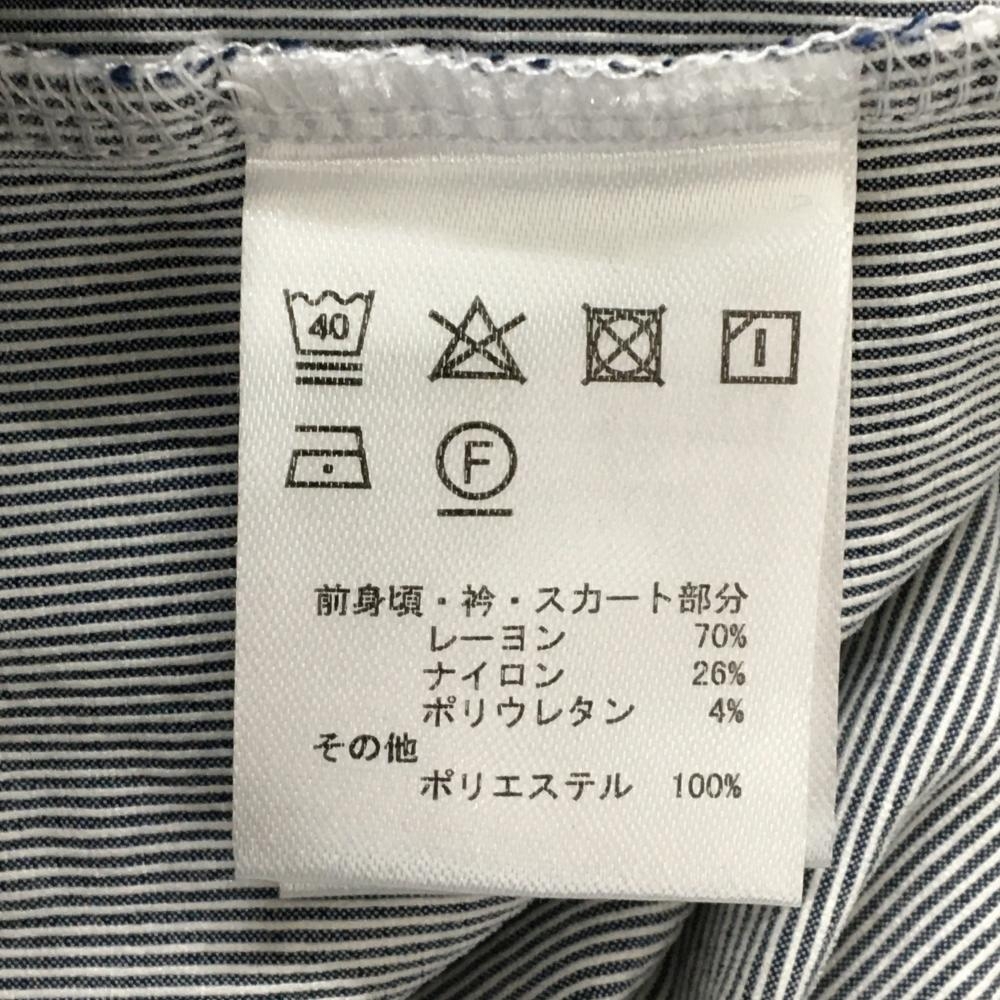 40
F
前身頃・衿・スカート部分
レーヨン 70%
ナイロン 26%
ポリウレタン 4%
その他
ポリエステル 100%